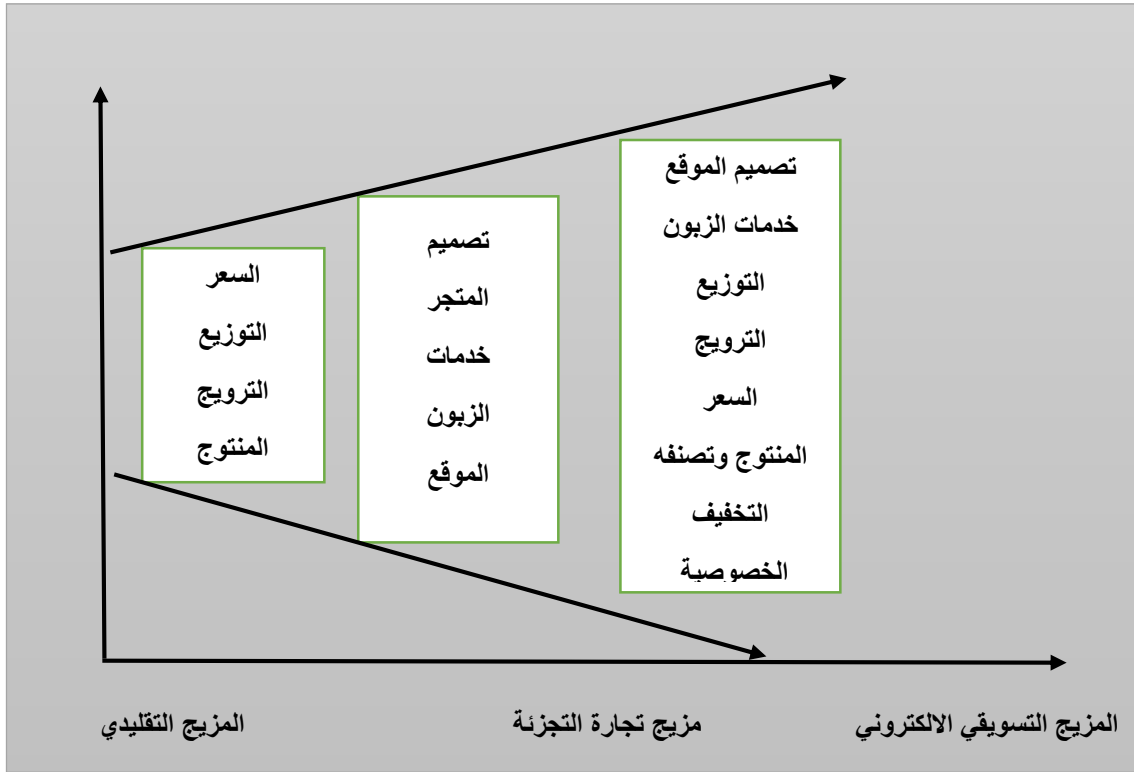 السعر
التوزيع
الترويج
المنتوج
تصميم
المتجر
خدمات
الزبون
الموقع
تصميم الموقع
خدمات الزبون
التوزيع
الترويج
السعر
المنتوج وتصنفه
التخفيف
الخصوصية
المزيج التقليدي
مزيج تجارة التجزئة
المزيج التسويقي الالكتروني